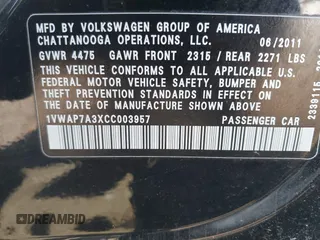 MFD BY VOLKSWAGEN GROUP OF AMERICA
CHATTANOOGA OPERATIONS, LLC. 06/2011
GVWR 4475 GAWR FRONT 2315 / REAR 2271 LBS
THIS VEHICLE CONFORMS TO ALL APPLICABLE U.S.
FEDERAL MOTOR VEHICLE SAFETY, BUMPER AND
THEFT PREVENTION STANDARDS IN EFFECT ON THE
DATE OF MANUFACTURE SHOWN ABOVE.
1VWAP7A3XCC003957 PASSENGER CAR
2339115
DREAMBID